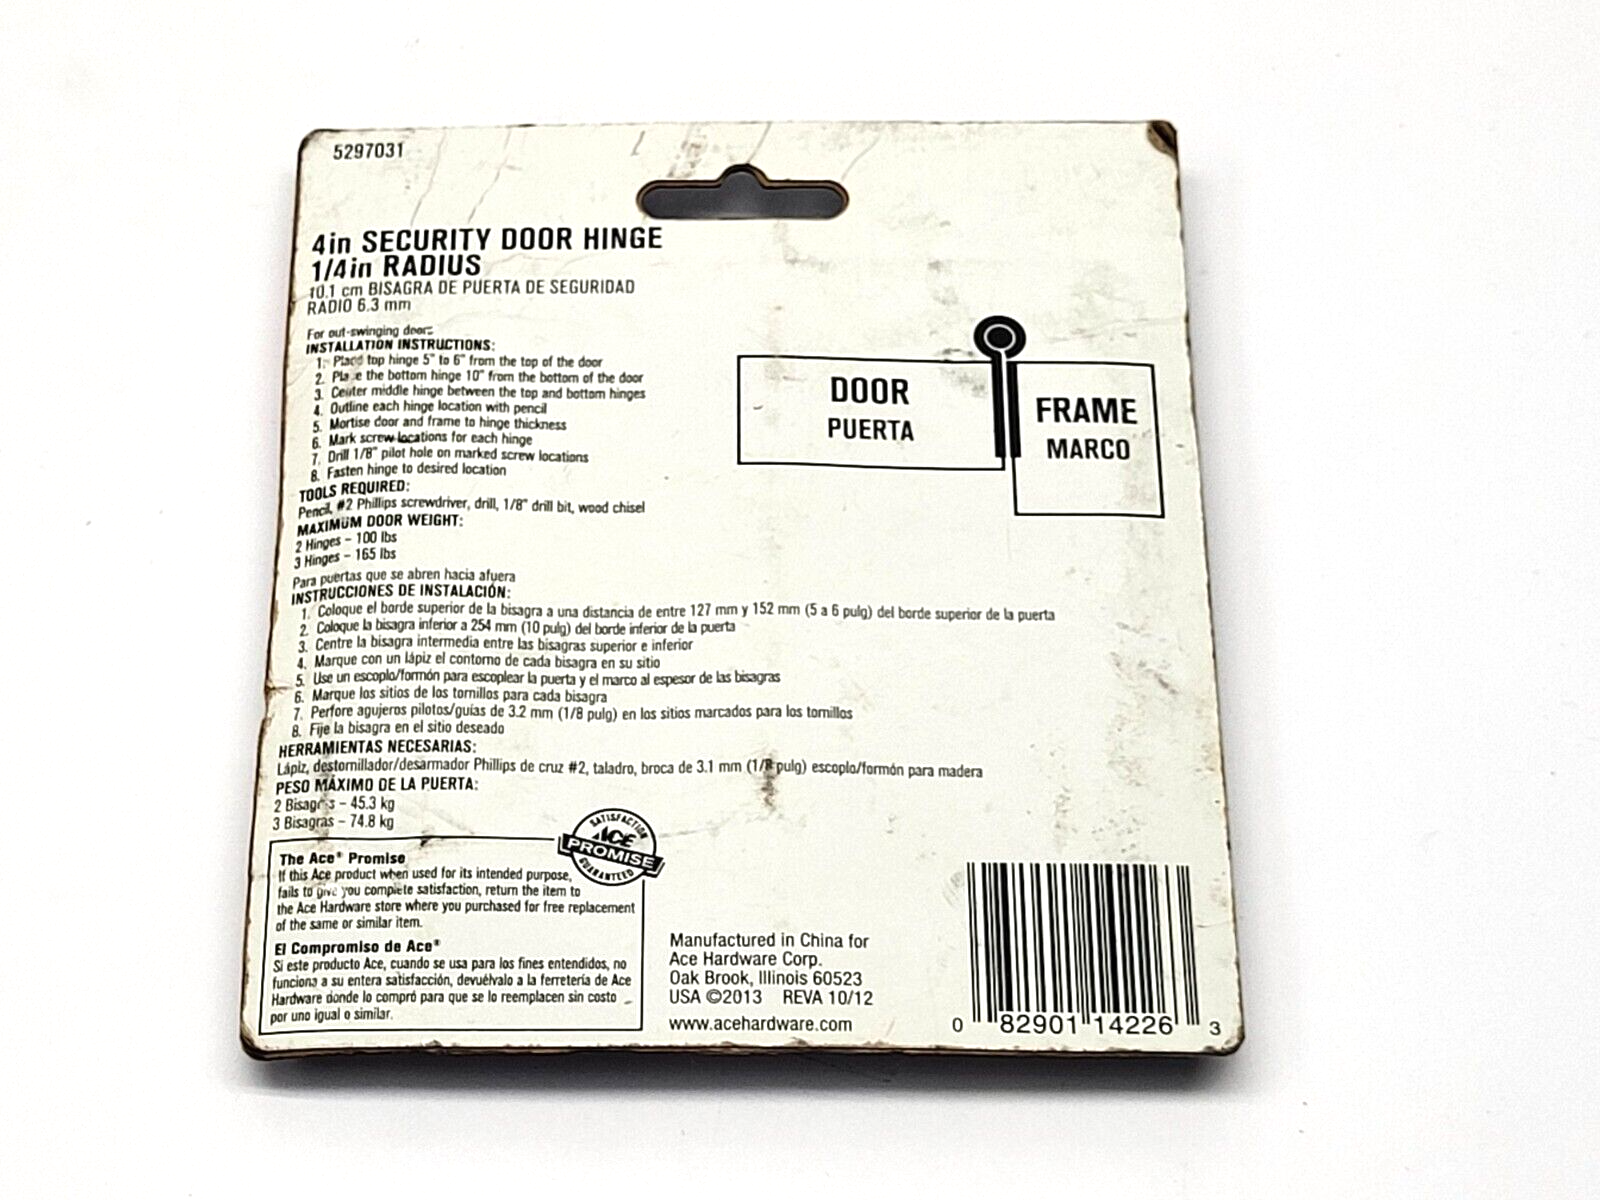 5297031
4in SECURITY DOOR HINGE
1/4in RADIUS
10.1 cm BISAGRA DE PUERTA DE SEGURIDAD
RADIO 6.3 mm
For out-swinging doors
INSTALLATION INSTRUCTIONS:
1. Place top hinge 5" to 6" from the top of the door
2. Place the bottom hinge 10" from the bottom of the door
3. Center middle hinge between the top and bottom hinges
4. Outline each hinge location with pencil
5. Mortise door and frame to hinge thickness
6. Mark screw locations for each hinge
7. Drill 1/8" pilot hole on marked screw locations
8. Fasten hinge to desired location
TOOLS REQUIRED:
Pencil, #2 Phillips screwdriver, drill, 1/8" drill bit, wood chisel
MAXIMUM DOOR WEIGHT:
2 Hinges – 100 lbs
3 Hinges – 165 lbs
DOOR
PUERTA
FRAME
MARCO
Para puertas que se abren hacia afuera
INSTRUCCIONES DE INSTALACIÓN:
1. Coloque el borde superior de la bisagra a una distancia de entre 127 mm y 152 mm (5 a 6 pulg) del borde superior de la puerta
2. Coloque la bisagra inferior a 254 mm (10 pulg) del borde inferior de la puerta
3. Centre la bisagra intermedia entre las bisagras superior e inferior
4. Marque con un lápiz el contorno de cada bisagra en su sitio
5. Use un escoplo/formón para escoplear la puerta y el marco al espesor de las bisagras
6. Marque los sitios de los tornillos para cada bisagra
7. Perfore agujeros pilotos/guías de 3.2 mm (1/8 pulg) en los sitios marcados para los tornillos
8. Fije la bisagra en el sitio deseado
HERRAMIENTAS NECESARIAS:
Lápiz, destornillador/desarmador Phillips de cruz #2, taladro, broca de 3.1 mm (1/8 pulg) escoplo/formón para madera
PESO MÁXIMO DE LA PUERTA:
2 Bisagras – 45.3 kg
3 Bisagras – 74.8 kg
SATISFACTION
ACE
PROMISE
GUARANTEED
The Ace® Promise
If this Ace product when used for its intended purpose,
fails to give you complete satisfaction, return the item to
the Ace Hardware store where you purchased for free replacement
of the same or similar item.
El Compromiso de Ace®
Si este producto Ace, cuando se usa para los fines entendidos, no
funciona a su entera satisfacción, devuélvalo a la ferretería de Ace
Hardware donde lo compró para que se lo reemplacen sin costo
por uno igual o similar.
Manufactured in China for
Ace Hardware Corp.
Oak Brook, Illinois 60523
USA ©2013 REVA 10/12
www.acehardware.com
0 82901 14226 3